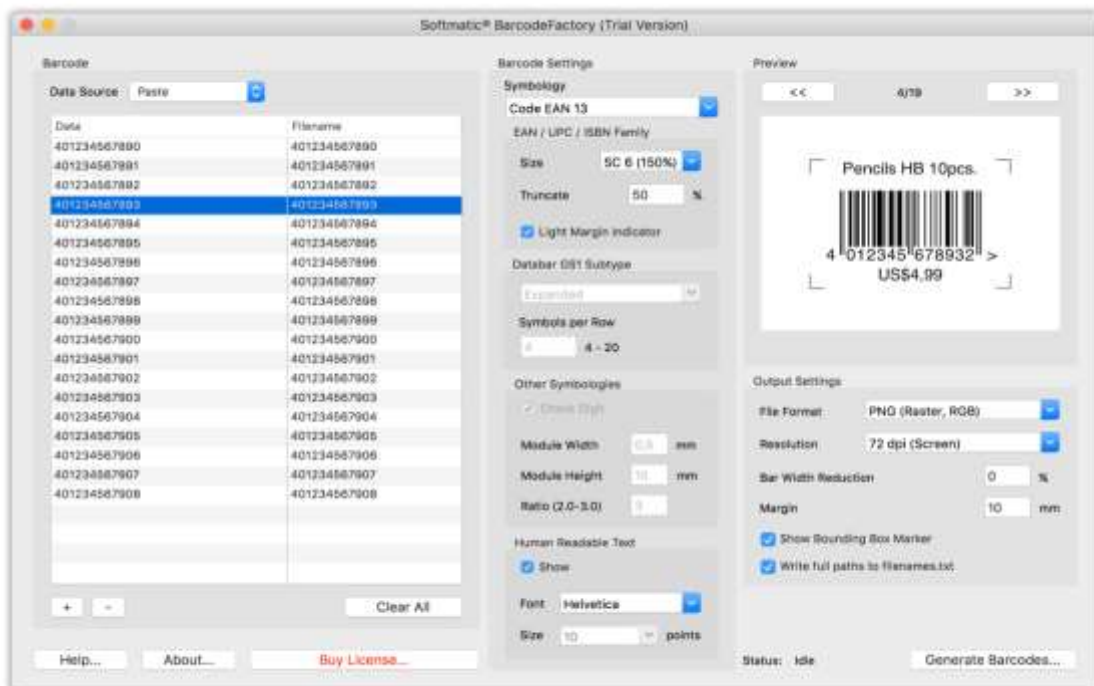 Softmatic® BarcodeFactory (Trial Version)
Barcode
Data Source Paste
Data Filename
401234567890 401234567890
401234567891 401234567891
401234567892 401234567892
401234567893 401234567893
401234567894 401234567894
401234567895 401234567895
401234567896 401234567896
401234567897 401234567897
401234567898 401234567898
401234567899 401234567899
401234567900 401234567900
401234567901 401234567901
401234567902 401234567902
401234567903 401234567903
401234567904 401234567904
401234567905 401234567905
401234567906 401234567906
401234567907 401234567907
401234567908 401234567908
+ - Clear All
Help... About... Buy License...
Barcode Settings
Symbology
Code EAN 13
EAN / UPC / ISBN Family
Size SC 6 (150%)
Truncate 50 %
Light Margin Indicator
Databar GS1 Subtype
Expanded
Symbols per Row
4 4 - 20
Other Symbologies
Check Digit
Module Width 0,5 mm
Module Height 10 mm
Ratio (2.0-3.0) 3
Human Readable Text
Show
Font Helvetica
Size 10 points
Preview
<< 4/19 >>
Pencils HB 10pcs.
4 012345 678932 >
US$4,99
Output Settings
File Format PNG (Raster, RGB)
Resolution 72 dpi (Screen)
Bar Width Reduction 0 %
Margin 10 mm
Show Bounding Box Marker
Write full paths to filenames.txt
Status: Idle Generate Barcodes...